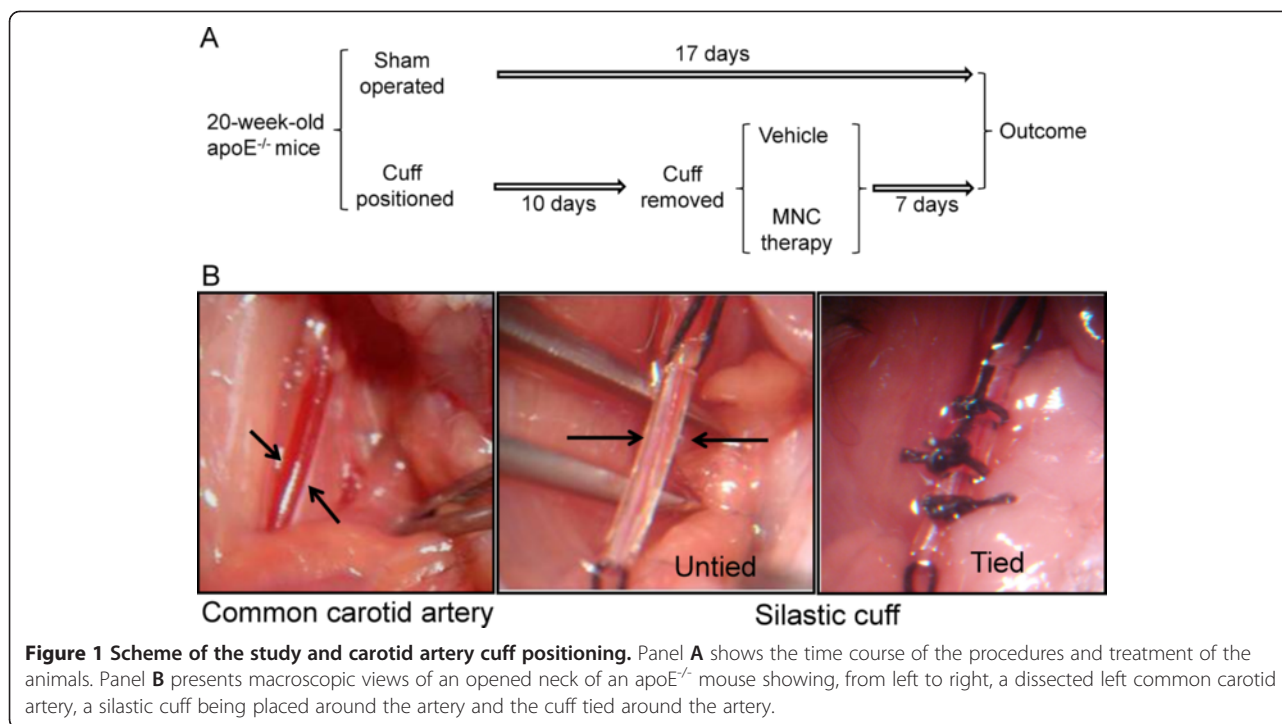 A
Sham
operated
17 days
20-week-old
apoE-/- mice
Outcome
Cuff
positioned
10 days
Cuff
removed
Vehicle
MNC
therapy
7 days
B
Untied
Tied
Common carotid artery
Silastic cuff
Figure 1 Scheme of the study and carotid artery cuff positioning. Panel A shows the time course of the procedures and treatment of the
animals. Panel B presents macroscopic views of an opened neck of an apoE-/- mouse showing, from left to right, a dissected left common carotid
artery, a silastic cuff being placed around the artery and the cuff tied around the artery.